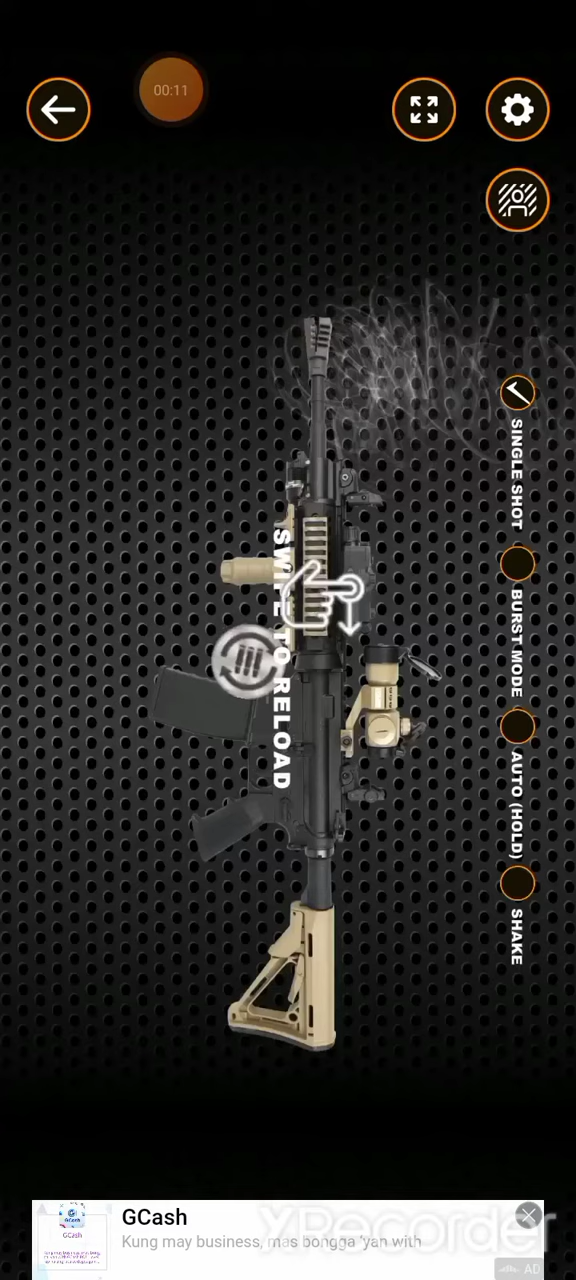 00:11
SINGLE SHOT
BURST MODE
AUTO (HOLD)
SHAKE
SWIPE TO RELOAD
GCash
GCash
GCash
Kung may business, mas bongga 'yan with
XRecorder
AD